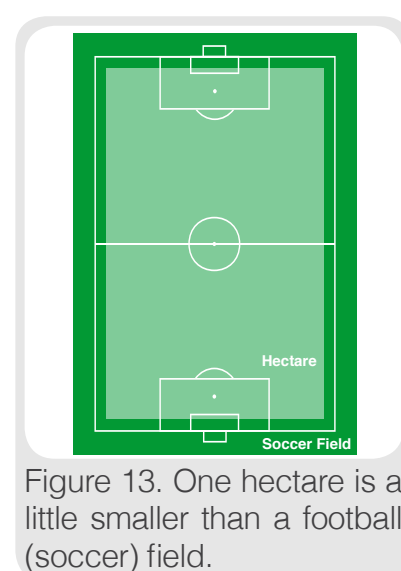 Hectare
Soccer Field
Figure 13. One hectare is a
little smaller than a football
(soccer) field.